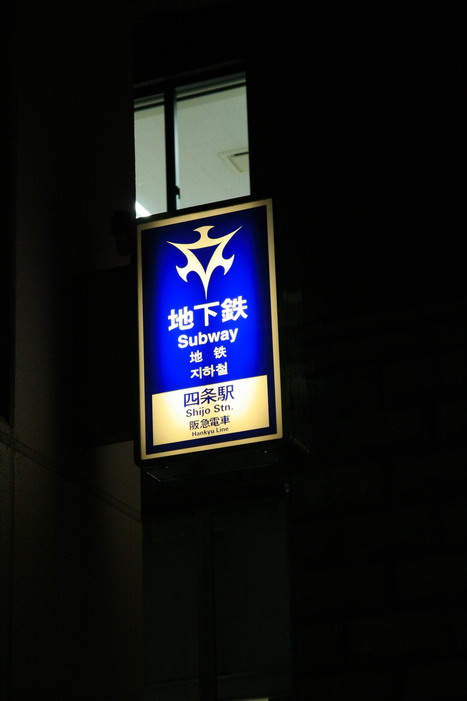 地下鉄
Subway
地 铁
지하철
四条駅
Shijo Stn.
阪急電車
Hankyu Line